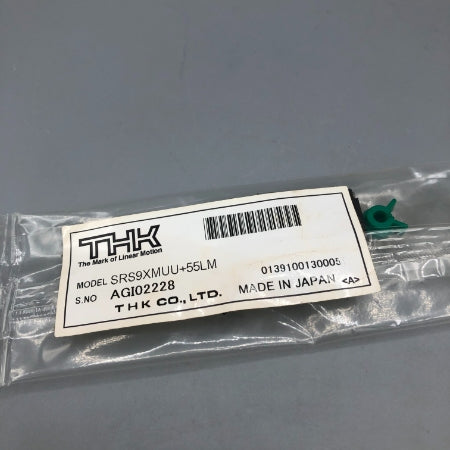 THK
The Mark of Linear Motion
MODEL SRS9XMUU+55LM
S.NO AGI02228
THK CO., LTD.
0139100130005
MADE IN JAPAN <A>